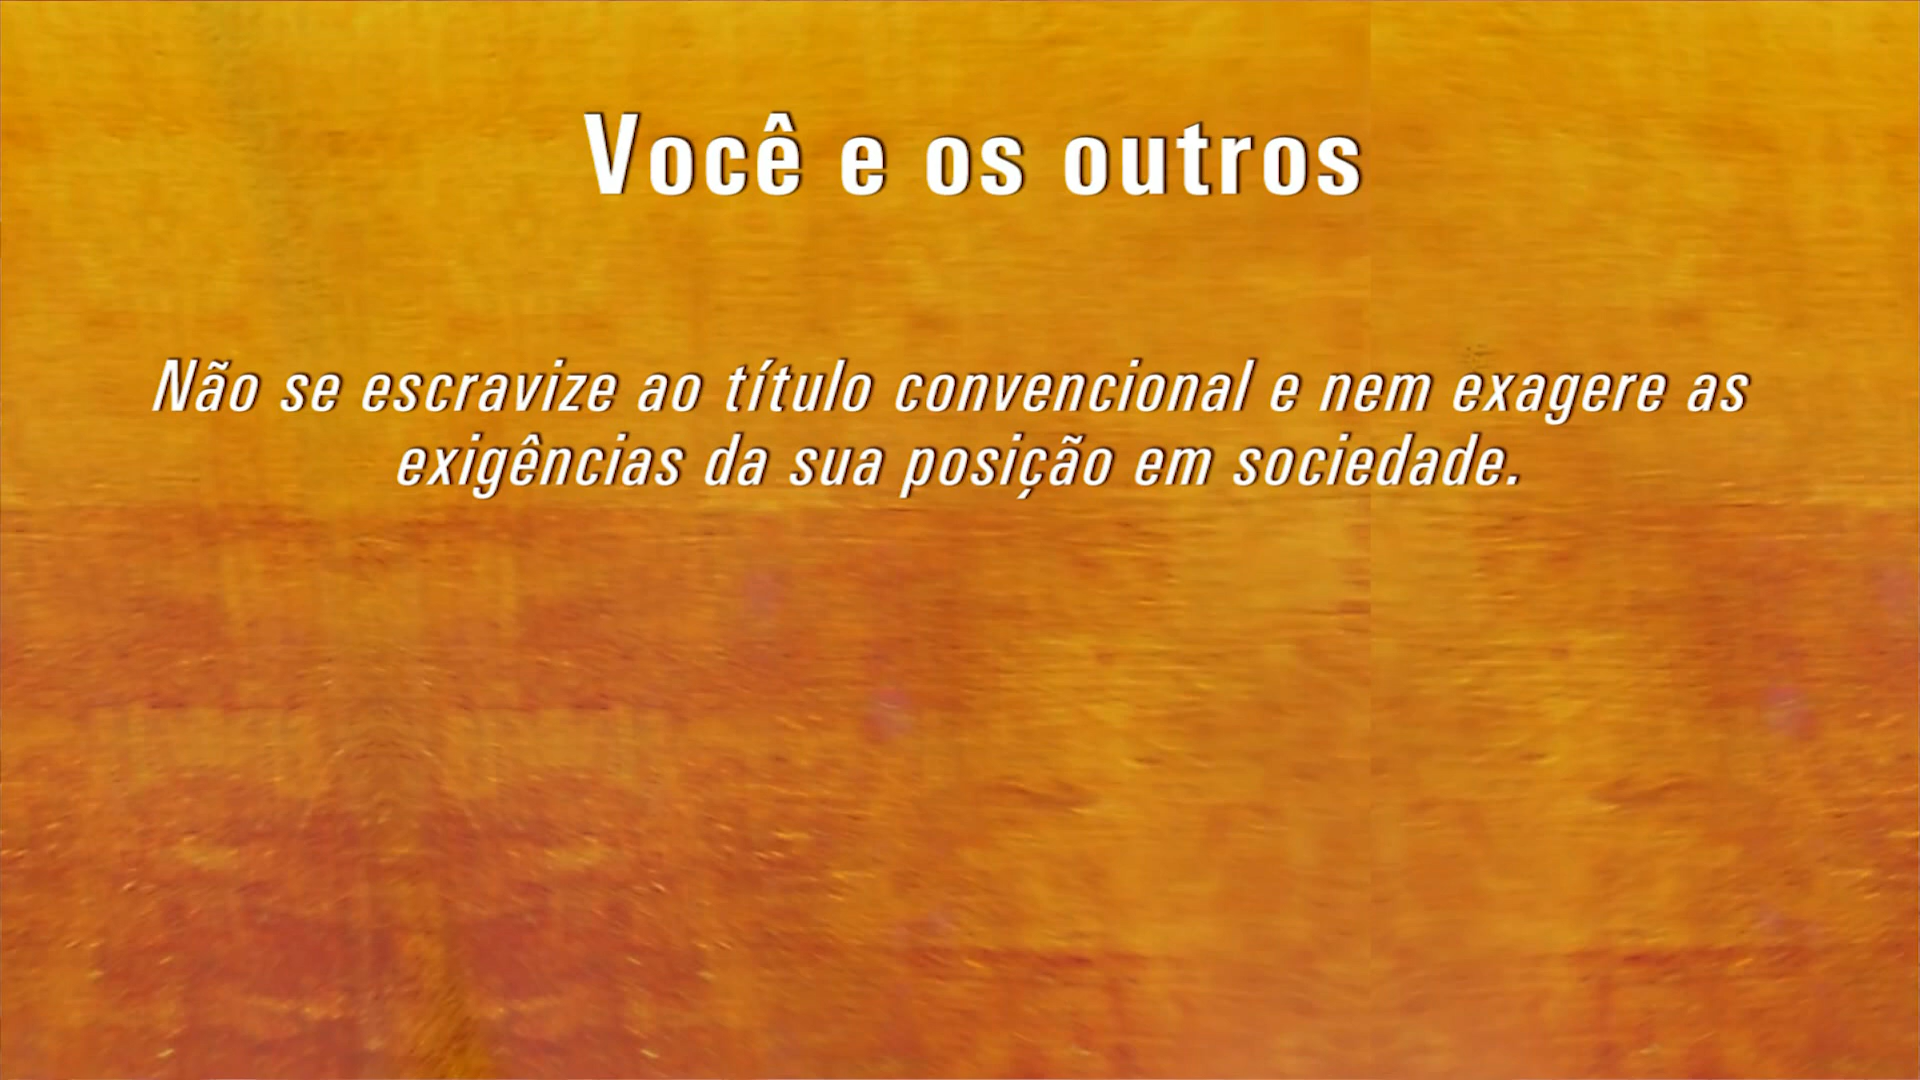 Você e os outros
Não se escravize ao título convencional e nem exagere as
exigências da sua posição em sociedade.